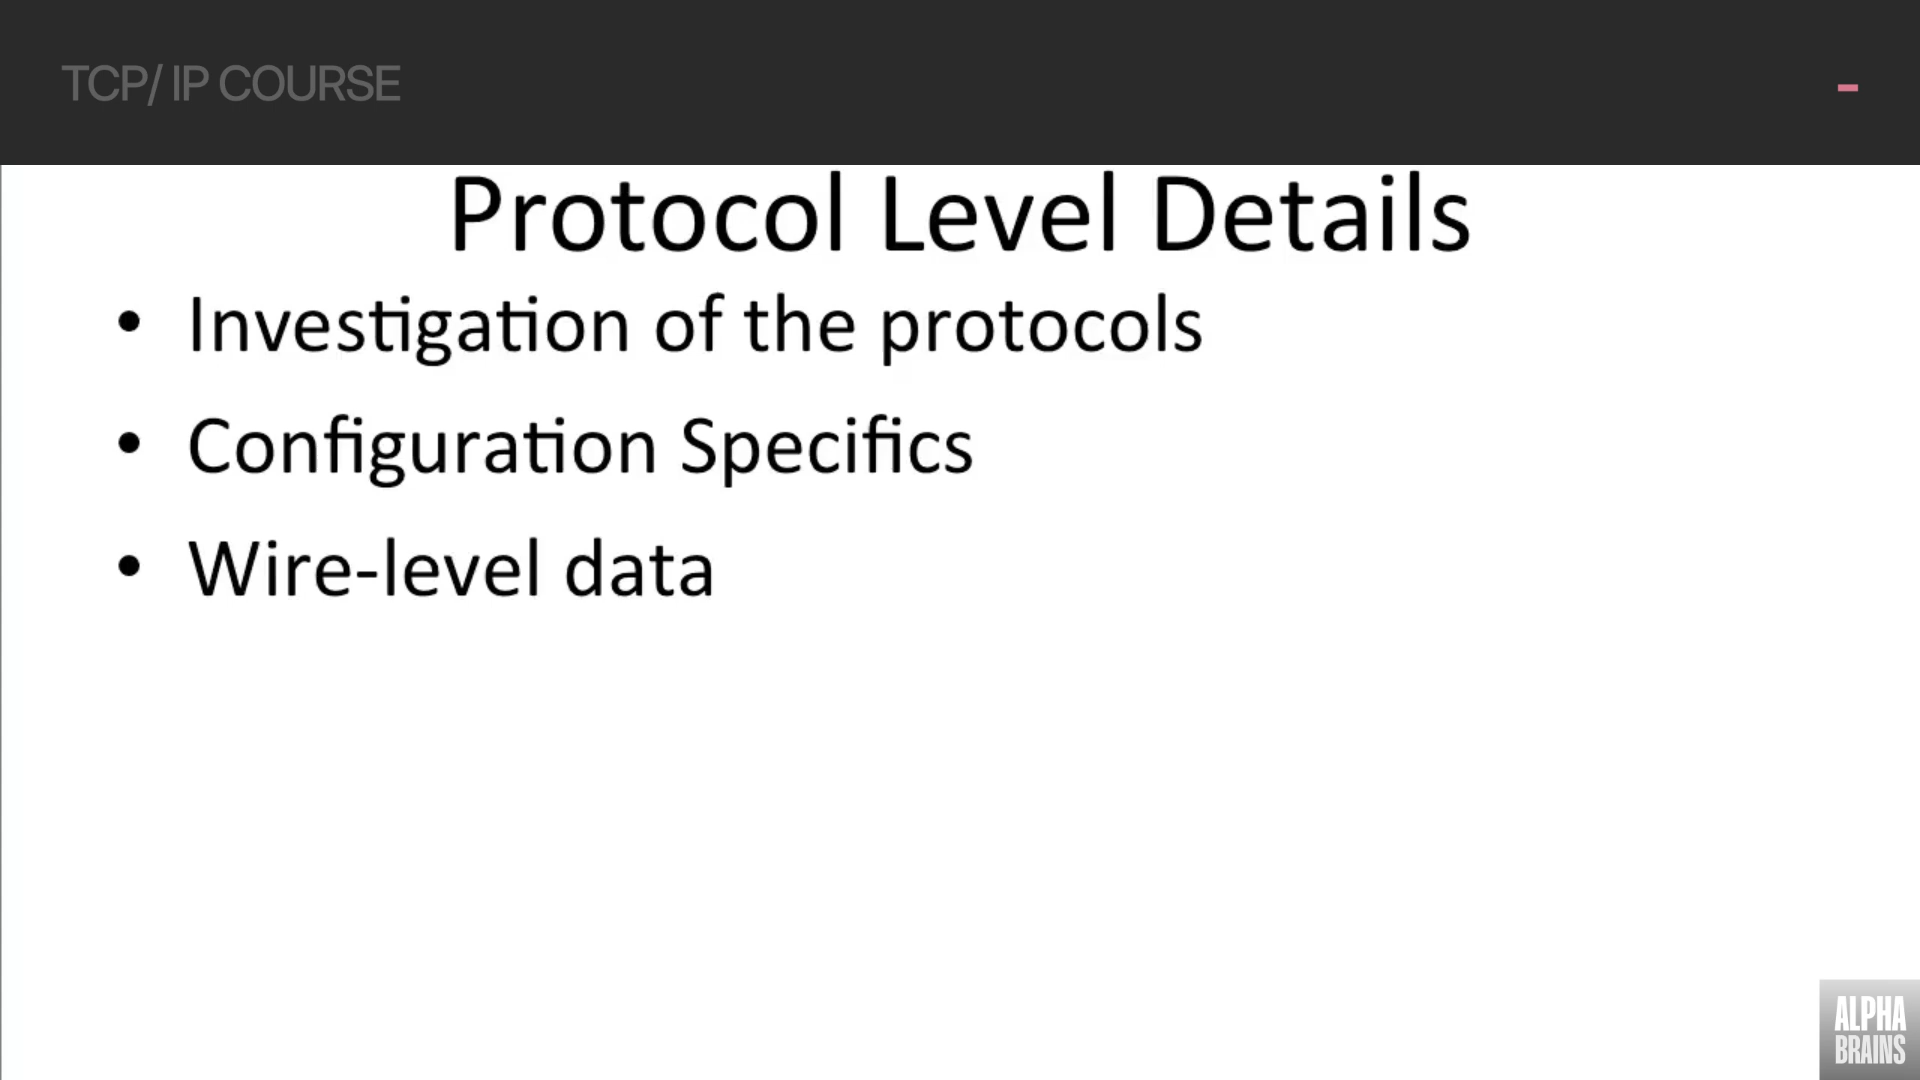 TCP/ IP COURSE
Protocol Level Details
• Investigation of the protocols
• Configuration Specifics
• Wire-level data
ALPHA
BRAINS